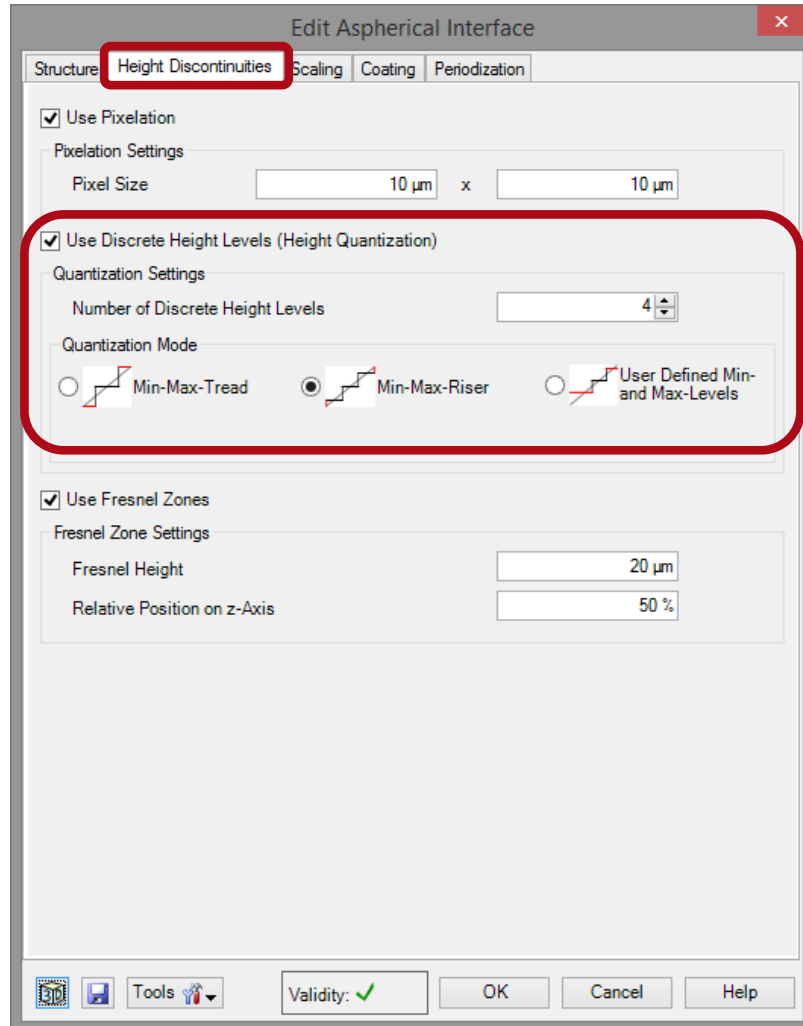 Edit Aspherical Interface
Structure Height Discontinuities Scaling Coating Periodization
Use Pixelation
Pixelation Settings
Pixel Size 10 µm x 10 µm
Use Discrete Height Levels (Height Quantization)
Quantization Settings
Number of Discrete Height Levels 4
Quantization Mode
Min-Max-Tread Min-Max-Riser User Defined Min-
and Max-Levels
Use Fresnel Zones
Fresnel Zone Settings
Fresnel Height 20 µm
Relative Position on z-Axis 50 %
3D Tools Validity: OK Cancel Help